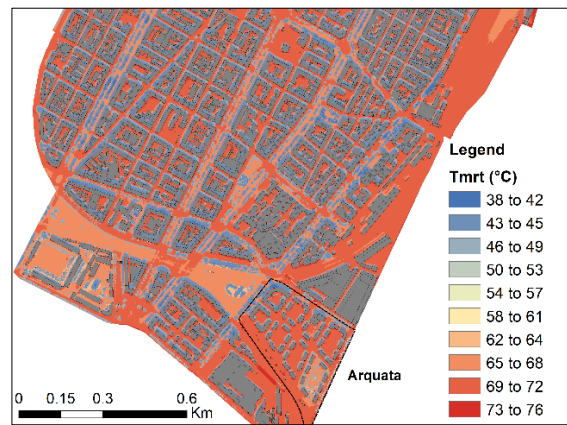 Legend
Tmrt (°C)
38 to 42
43 to 45
46 to 49
50 to 53
54 to 57
58 to 61
62 to 64
65 to 68
69 to 72
73 to 76
Arquata
0 0.15 0.3 0.6
Km